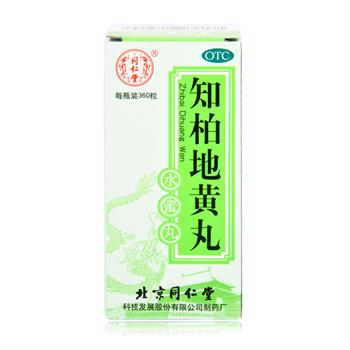 同仁堂
®
OTC
每瓶装360粒
知柏地黄丸
Zhibai Dihuang Wan
水蜜丸
北京同仁堂
科技发展股份有限公司制药厂